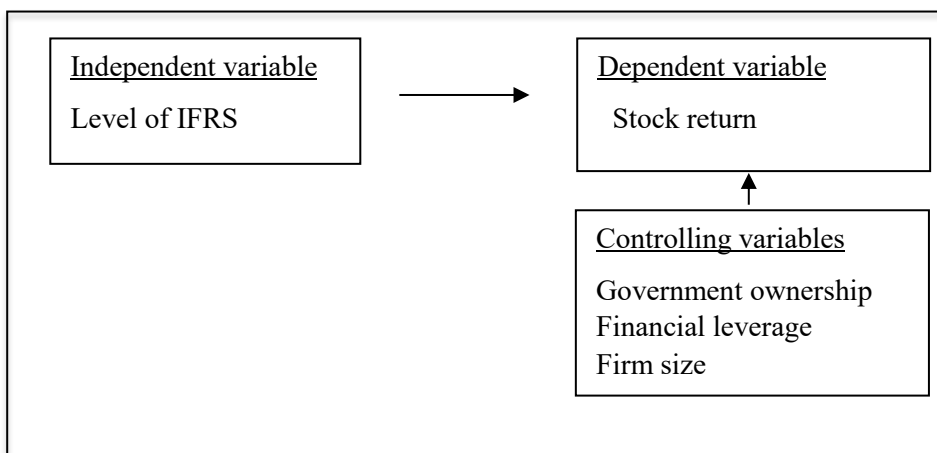 Independent variable
Level of IFRS
Dependent variable
Stock return
Controlling variables
Government ownership
Financial leverage
Firm size